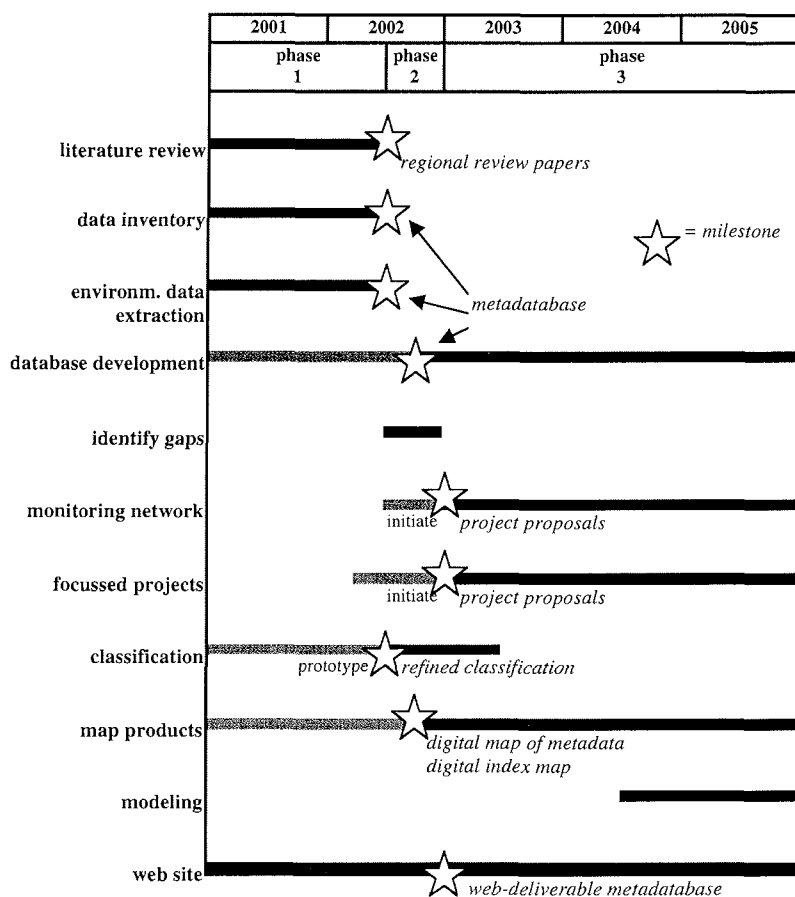 2001 2002 2003 2004 2005
phase phase phase
1 2 3
literature review
regional review papers
data inventory
= milestone
environm. data
extraction
metadatabase
database development
identify gaps
monitoring network
initiate project proposals
focussed projects
initiate project proposals
classification
prototype refined classification
map products
digital map of metadata
digital index map
modeling
web site
web-deliverable metadatabase